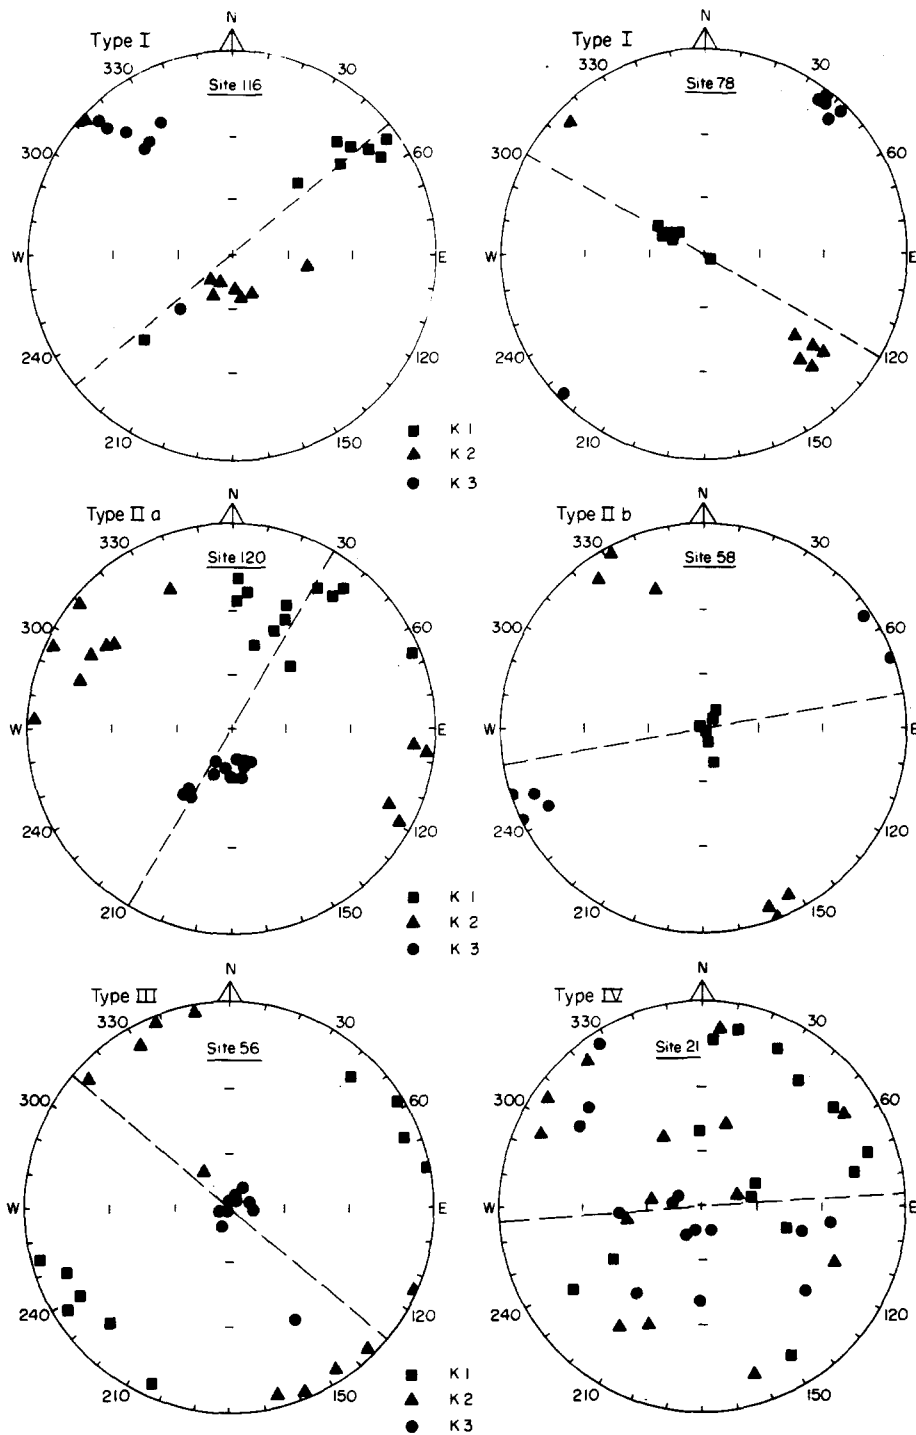 N
N
Type I
Type I
330
30
330
30
Site 116
Site 78
300
60
300
60
W
E
W
E
240
120
240
120
210
150
210
150
K 1
K 2
K 3
N
N
Type II a
Type II b
330
30
330
30
Site 120
Site 58
300
60
300
60
W
E
W
E
240
120
240
120
210
150
210
150
K 1
K 2
K 3
N
N
Type III
Type IV
330
30
330
30
Site 56
Site 21
300
60
300
60
W
E
W
E
240
120
240
120
210
150
210
150
K 1
K 2
K 3